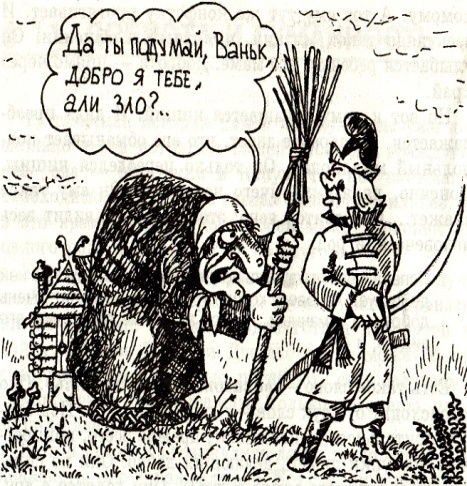 Да ты подумай, Ваньк
добро я тебе,
али зло?